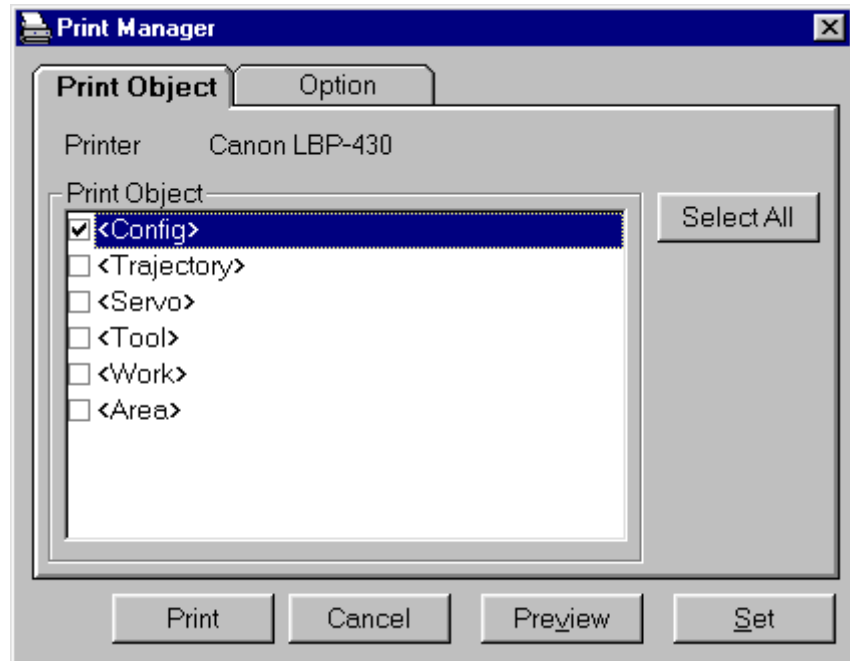 Print Manager
Print Object Option
Printer Canon LBP-430
Print Object
<Config>
Select All
<Trajectory>
<Servo>
<Tool>
<Work>
<Area>
Print Cancel Preview Set